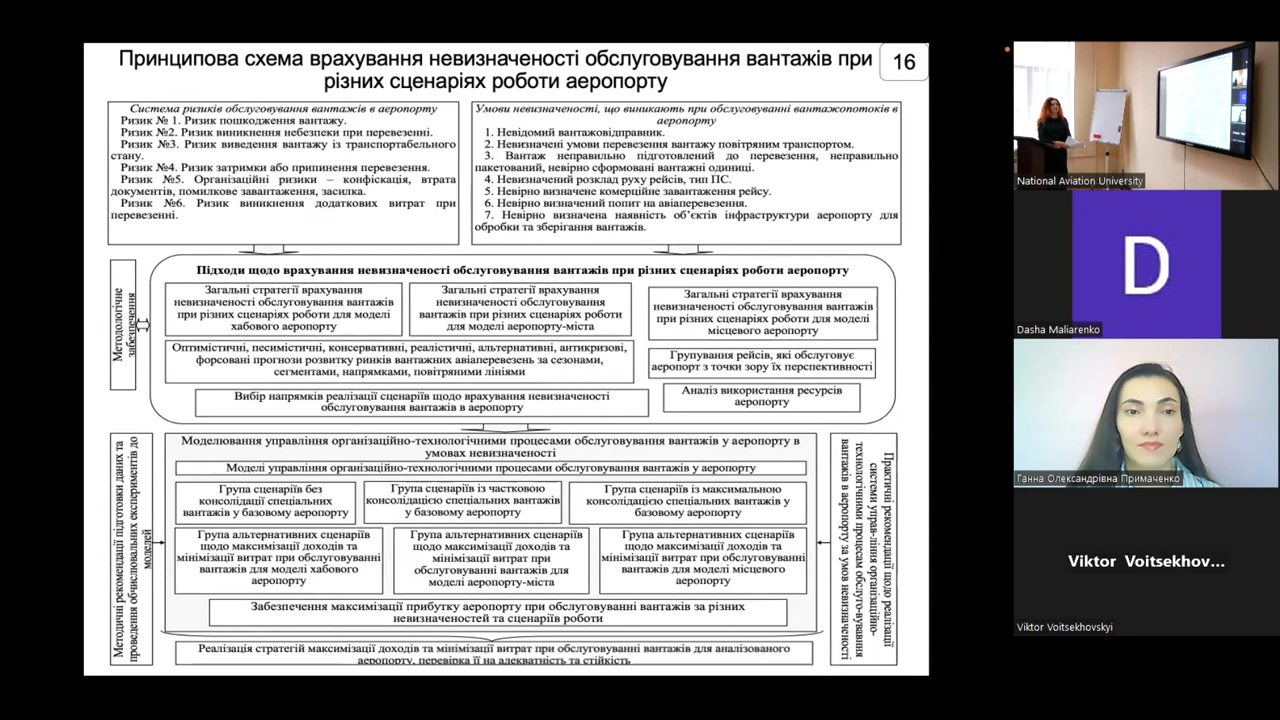 Принципова схема врахування невизначеності обслуговування вантажів при
різних сценаріях роботи аеропорту
16
Система ризиків обслуговування вантажів в аеропорту
Ризик № 1. Ризик пошкодження вантажу.
Ризик №2. Ризик виникнення небезпеки при перевезенні.
Ризик №3. Ризик виведення вантажу із транспортабельного
стану.
Ризик №4. Ризик затримки або припинення перевезення.
Ризик №5. Організаційні ризики – конфіскація, втрата
документів, помилкове завантаження, засилка.
Ризик №6. Ризик виникнення додаткових витрат при
перевезенні.
Умови невизначеності, що виникають при обслуговуванні вантажопотоків в
аеропорту
1. Невідомий вантажовідправник.
2. Невизначені умови перевезення вантажу повітряним транспортом.
3. Вантаж неправильно підготовлений до перевезення, неправильно
пакетований, невірно сформовані вантажні одиниці.
4. Невизначений розклад руху рейсів, тип ПС.
5. Невірно визначене комерційне завантаження рейсу.
6. Невірно визначений попит на авіаперевезення.
7. Невірно визначена наявність об’єктів інфраструктури аеропорту для
обробки та зберігання вантажів.
Методологічне
забезпечення
Підходи щодо врахування невизначеності обслуговування вантажів при різних сценаріях роботи аеропорту
Загальні стратегії врахування
невизначеності обслуговування вантажів
при різних сценаріях роботи для моделі
хабового аеропорту
Загальні стратегії врахування
невизначеності обслуговування
вантажів при різних сценаріях роботи
для моделі аеропорту-міста
Загальні стратегії врахування
невизначеності обслуговування вантажів
при різних сценаріях роботи для моделі
місцевого аеропорту
Оптимістичні, песимістичні, консервативні, реалістичні, альтернативні, антикризові,
форсовані прогнози розвитку ринків вантажних авіаперевезень за сезонами,
сегментами, напрямками, повітряними лініями
Групування рейсів, які обслуговує
аеропорт з точки зору їх перспективності
Вибір напрямків реалізації сценаріїв щодо врахування невизначеності
обслуговування вантажів в аеропорту
Аналіз використання ресурсів
аеропорту
Методичні рекомендації підготовки даних та
проведення обчислювальних експериментів до
моделей
Моделювання управління організаційно-технологічними процесами обслуговування вантажів у аеропорту в
умовах невизначеності
Моделі управління організаційно-технологічними процесами обслуговування вантажів у аеропорту
Група сценаріїв без
консолідації спеціальних
вантажів у базовому аеропорту
Група сценаріїв із частковою
консолідацією спеціальних вантажів
у базовому аеропорту
Група сценаріїв із максимальною
консолідацією спеціальних вантажів у
базовому аеропорту
Група альтернативних сценаріїв
щодо максимізації доходів та
мінімізації витрат при обслуговуванні
вантажів для моделі хабового
аеропорту
Група альтернативних сценаріїв
щодо максимізації доходів та
мінімізації витрат при
обслуговуванні вантажів для
моделі аеропорту-міста
Група альтернативних сценаріїв
щодо максимізації доходів та
мінімізації витрат при обслуговуванні
вантажів для моделі місцевого
аеропорту
Забезпечення максимізації прибутку аеропорту при обслуговуванні вантажів за різних
невизначеностей та сценаріїв роботи
Реалізація стратегій максимізації доходів та мінімізації витрат при обслуговуванні вантажів для аналізованого
аеропорту, перевірка її на адекватність та стійкість
Практичні рекомендації щодо реалізації
системи управ-ління організаційно-
технологічними процесам обслуго-вування
вантажів в аеропорту за умов невизначеності
National Aviation University
D
Dasha Maliarenko
Ганна Олександрівна Примаченко
Viktor Voitsekhov...
Viktor Voitsekhovskyi